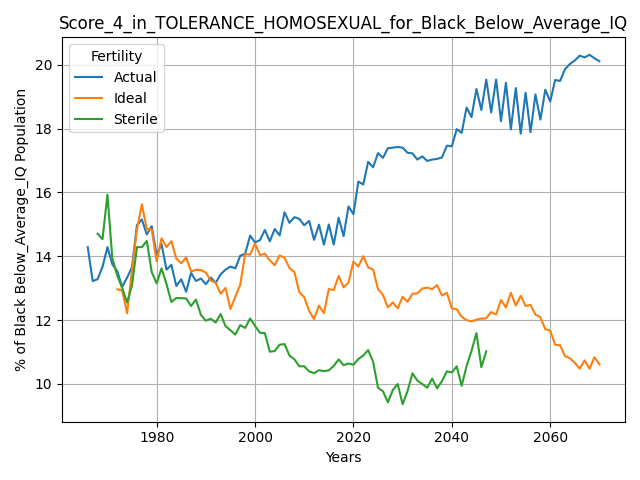 Score_4_in_TOLERANCE_HOMOSEXUAL_for_Black_Below_Average_IQ
Fertility
Actual
Ideal
Sterile
% of Black Below_Average_IQ Population
20
18
16
14
12
10
1980
2000
2020
2040
2060
Years